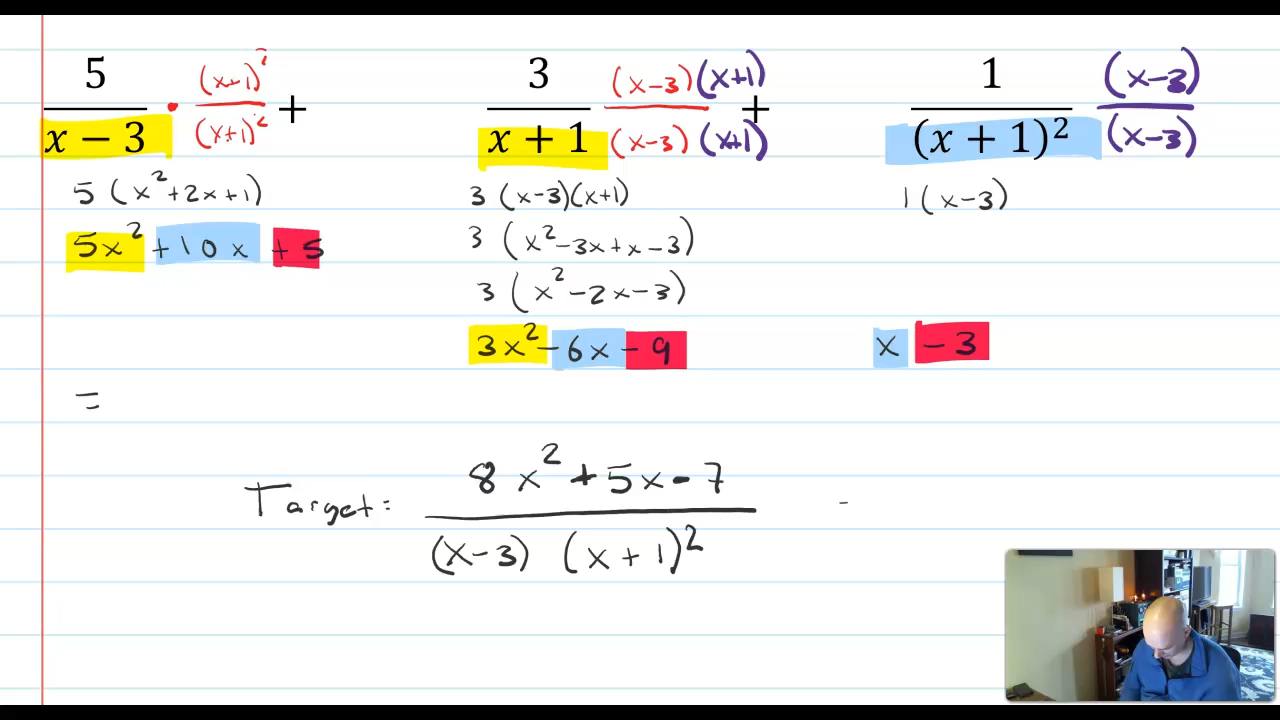 5/(x − 3) · (x+1)²/(x+1)² + 3/(x + 1) (x−3)(x+1)/(x−3)(x+1) + 1/(x + 1)² (x−3)/(x−3)
5 (x²+2x+1) 3 (x−3)(x+1) 1(x−3)
5x² +10x +5 3 (x²−3x+x−3)
3 (x²−2x−3)
3x²−6x−9 x −3
=
8x²+5x-7
Target: =
(x−3) (x+1)²